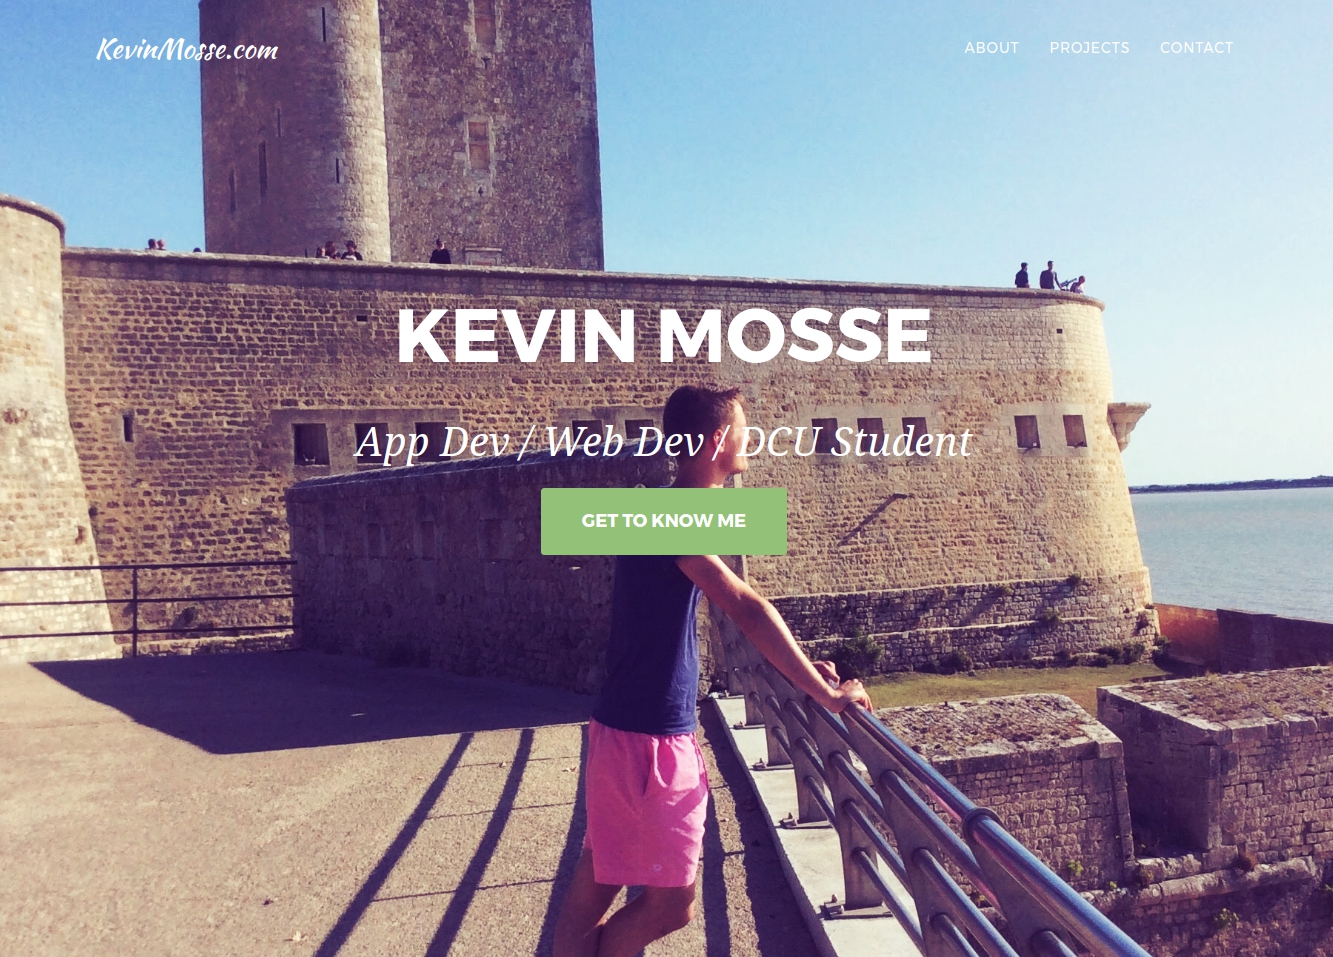 KevinMosse.com
ABOUT PROJECTS CONTACT
KEVIN MOSSE
App Dev / Web Dev / DCU Student
GET TO KNOW ME